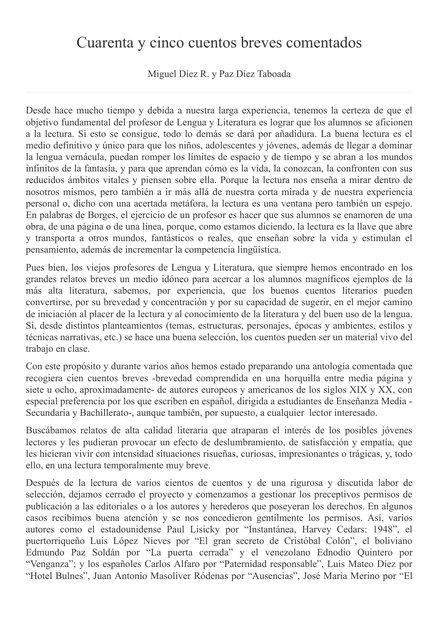 Cuarenta y cinco cuentos breves comentados
Miguel Díez R. y Paz Díez Taboada
Desde hace mucho tiempo y debida a nuestra larga experiencia, tenemos la certeza de que el
objetivo fundamental del profesor de Lengua y Literatura es lograr que los alumnos se aficionen
a la lectura. Si esto se consigue, todo lo demás se dará por añadidura. La buena lectura es el
medio definitivo y único para que los niños, adolescentes y jóvenes, además de llegar a dominar
la lengua vernácula, puedan romper los límites de espacio y de tiempo y se abran a los mundos
infinitos de la fantasía, y para que aprendan cómo es la vida, la conozcan, la confronten con sus
reducidos ámbitos vitales y piensen sobre ella. Porque la lectura nos enseña a mirar dentro de
nosotros mismos, pero también a ir más allá de nuestra corta mirada y de nuestra experiencia
personal o, dicho con una acertada metáfora, la lectura es una ventana pero también un espejo.
En palabras de Borges, el ejercicio de un profesor es hacer que sus alumnos se enamoren de una
obra, de una página o de una línea, porque, como estamos diciendo, la lectura es la llave que abre
y transporta a otros mundos, fantásticos o reales, que enseñan sobre la vida y estimulan el
pensamiento, además de incrementar la competencia lingüística.
Pues bien, los viejos profesores de Lengua y Literatura, que siempre hemos encontrado en los
grandes relatos breves un medio idóneo para acercar a los alumnos magníficos ejemplos de la
más alta literatura, sabemos, por experiencia, que los buenos cuentos literarios pueden
convertirse, por su brevedad y concentración y por su capacidad de sugerir, en el mejor camino
de iniciación al placer de la lectura y al conocimiento de la literatura y del buen uso de la lengua.
Si, desde distintos planteamientos (temas, estructuras, personajes, épocas y ambientes, estilos y
técnicas narrativas, etc.) se hace una buena selección, los cuentos pueden ser un material vivo del
trabajo en clase.
Con este propósito y durante varios años hemos estado preparando una antología comentada que
recogiera cien cuentos breves -brevedad comprendida en una horquilla entre media página y
siete u ocho, aproximadamente- de autores europeos y americanos de los siglos XIX y XX, con
especial preferencia por los que escriben en español, dirigida a estudiantes de Enseñanza Media -
Secundaria y Bachillerato-, aunque también, por supuesto, a cualquier lector interesado.
Buscábamos relatos de alta calidad literaria que atraparan el interés de los posibles jóvenes
lectores y les pudieran provocar un efecto de deslumbramiento, de satisfacción y empatía, que
les hicieran vivir con intensidad situaciones risueñas, curiosas, impresionantes o trágicas, y, todo
ello, en una lectura temporalmente muy breve.
Después de la lectura de varios cientos de cuentos y de una rigurosa y discutida labor de
selección, dejamos cerrado el proyecto y comenzamos a gestionar los preceptivos permisos de
publicación a las editoriales o a los autores y herederos que poseyeran los derechos. En algunos
casos recibimos buena atención y se nos concedieron gentilmente los permisos. Así, varios
autores como el estadounidense Paul Lisicky por “Instantánea, Harvey Cedars: 1948”, el
puertorriqueño Luis López Nieves por “El gran secreto de Cristóbal Colón”, el boliviano
Edmundo Paz Soldán por “La puerta cerrada” y el venezolano Ednodio Quintero por
“Venganza”; y los españoles Carlos Alfaro por “Paternidad responsable”, Luis Mateo Díez por
“Hotel Bulnes”, Juan Antonio Masoliver Ródenas por “Ausencias”, José María Merino por “El